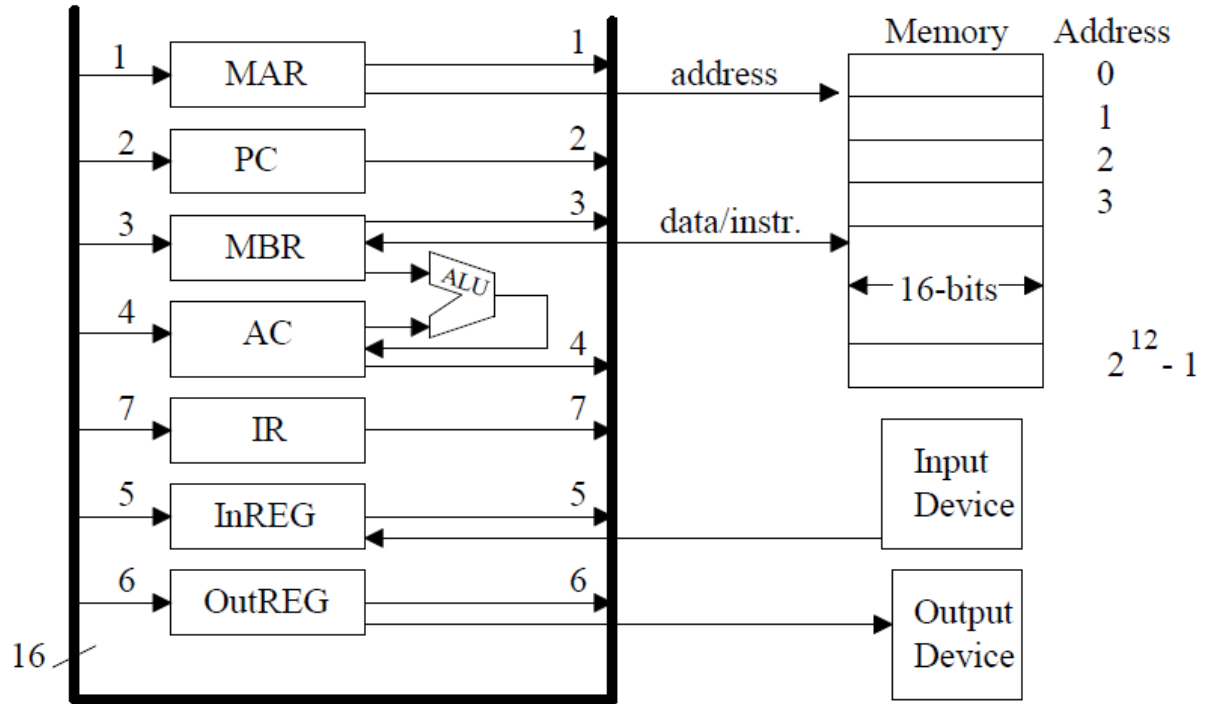 Memory Address
1 MAR 1 address 0
1
2 PC 2 2
3 MBR 3 data/instr. 3
ALU
16-bits
4 AC 4
2^12 - 1
7 IR 7
5 InREG 5 Input
Device
6 OutREG 6 Output
Device
16